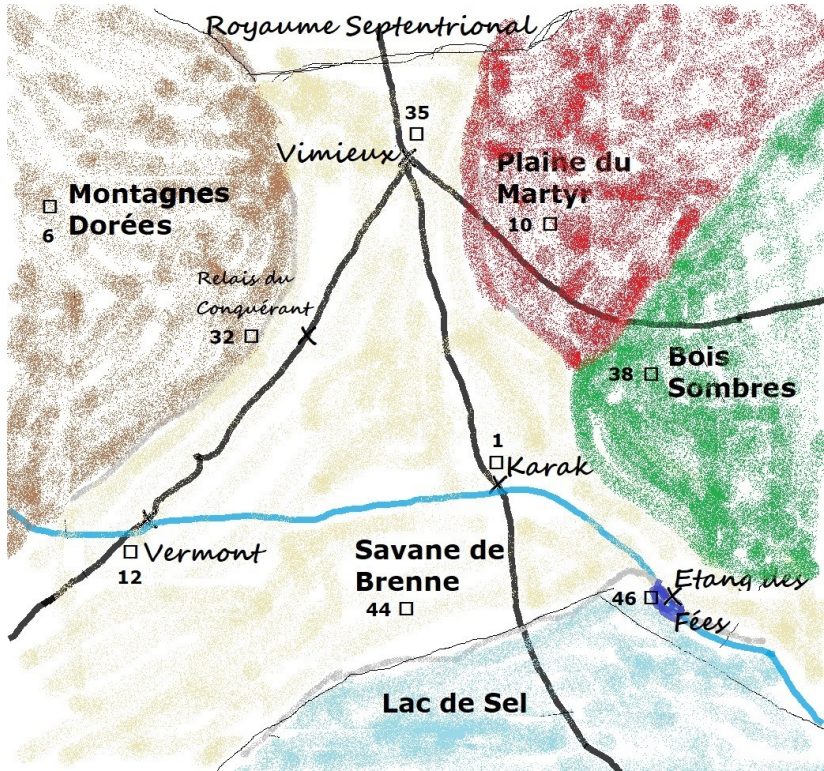 Royaume Septentrional
35
Vimieux
Plaine du
Martyr
10
Montagnes
Dorées
6
Relais du
Conquérant
32
Bois
Sombres
38
1
Karak
Vermont
12
Savane de
Brenne
44
Etang des
Fées
46
Lac de Sel